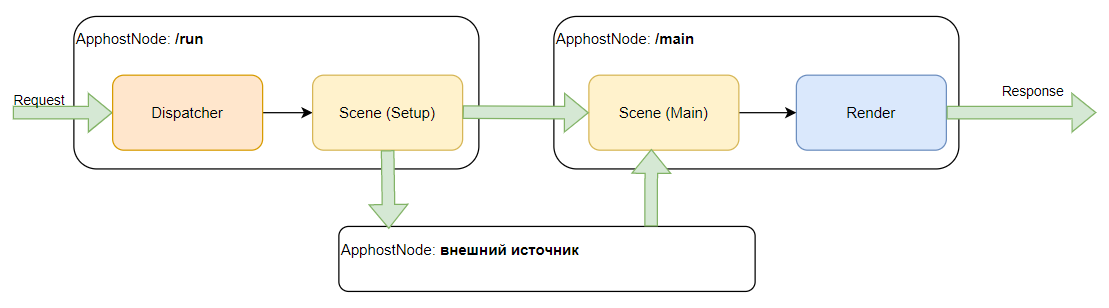 ApphostNode: /run
Request
Dispatcher
Scene (Setup)
ApphostNode: /main
Scene (Main)
Render
Response
ApphostNode: внешний источник